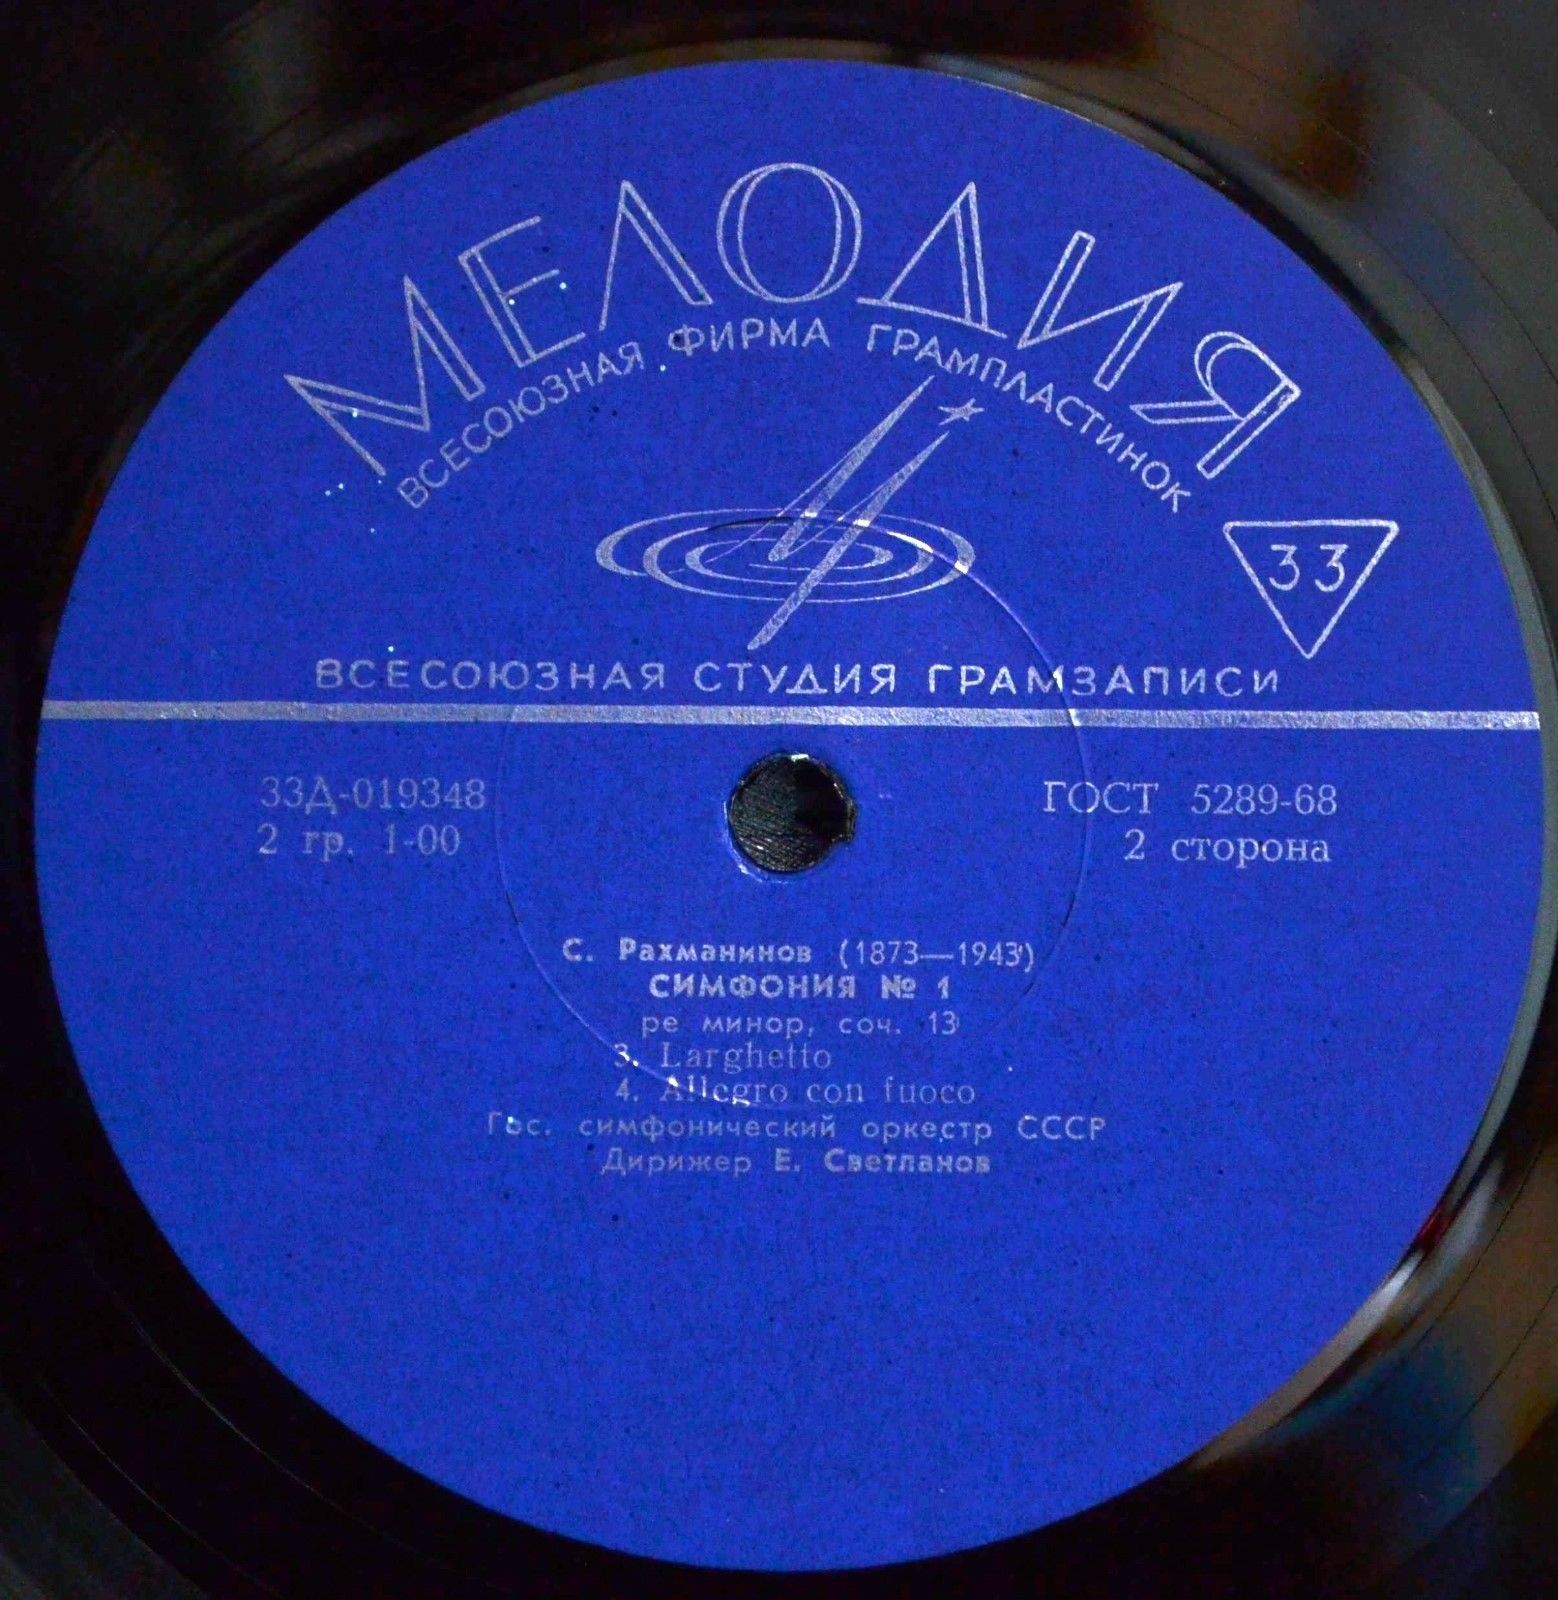 МЕЛОДИЯ
ВСЕСОЮЗНАЯ ФИРМА ГРАМПЛАСТИНОК
33
ВСЕСОЮЗНАЯ СТУДИЯ ГРАМЗАПИСИ
33Д-019348
2 гр. 1-00
ГОСТ 5289-68
2 сторона
С. Рахманинов (1873—1943)
СИМФОНИЯ № 1
ре минор, соч. 13
3. Larghetto
4. Allegro con fuoco
Гос. симфонический оркестр СССР
Дирижер Е. Светланов